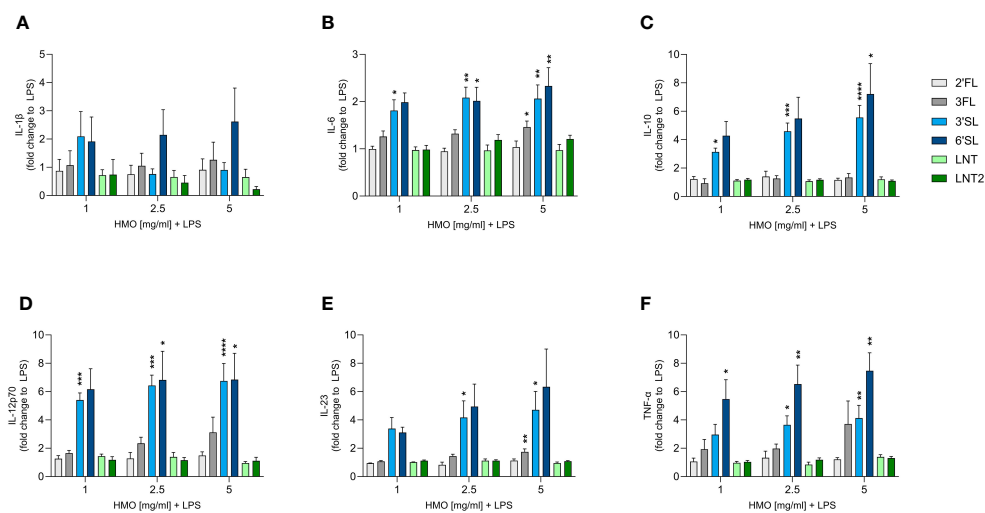 A
IL-1β
(fold change to LPS)
5
4
3
2
1
0
1
2.5
5
HMO [mg/ml] + LPS
B
IL-6
(fold change to LPS)
3
2
1
0
*
**
*
*
**
**
1
2.5
5
HMO [mg/ml] + LPS
C
IL-10
(fold change to LPS)
10
8
6
4
2
0
*
***
****
*
1
2.5
5
HMO [mg/ml] + LPS
2'FL
3FL
3'SL
6'SL
LNT
LNT2
D
IL-12p70
(fold change to LPS)
10
8
6
4
2
0
***
***
*
****
*
1
2.5
5
HMO [mg/ml] + LPS
E
IL-23
(fold change to LPS)
10
8
6
4
2
0
*
**
*
1
2.5
5
HMO [mg/ml] + LPS
F
TNF-α
(fold change to LPS)
10
8
6
4
2
0
*
*
**
**
**
1
2.5
5
HMO [mg/ml] + LPS